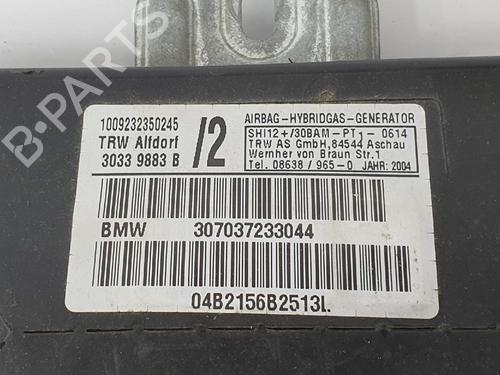 1009232350245
TRW Alfdorf
3033 9883 B
/2
AIRBAG-HYBRIDGAS-GENERATOR
SHI12+/30BAM-PT1-0614
TRW AS GmbH,84544 Aschau
Wernher von Braun Str.1
Tel. 08638 / 965-0 JAHR: 2004
BMW 307037233044
04B2156B2513L.
B-PARTS